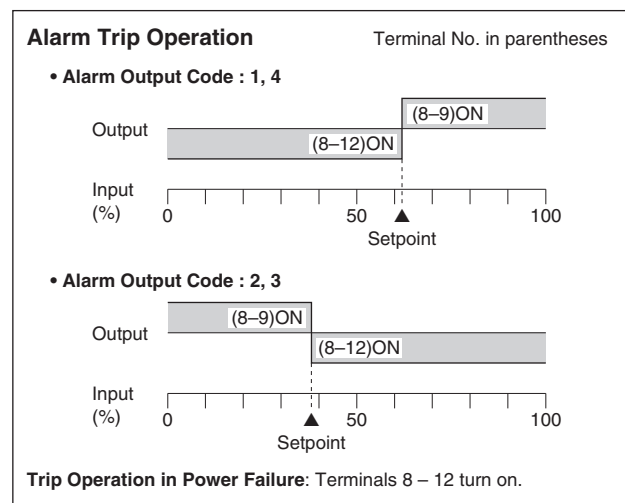 Alarm Trip Operation Terminal No. in parentheses
• Alarm Output Code : 1, 4
Output
(8–9)ON
(8–12)ON
Input
(%)
0 50 100
Setpoint
• Alarm Output Code : 2, 3
Output
(8–9)ON
(8–12)ON
Input
(%)
0 50 100
Setpoint
Trip Operation in Power Failure: Terminals 8 – 12 turn on.